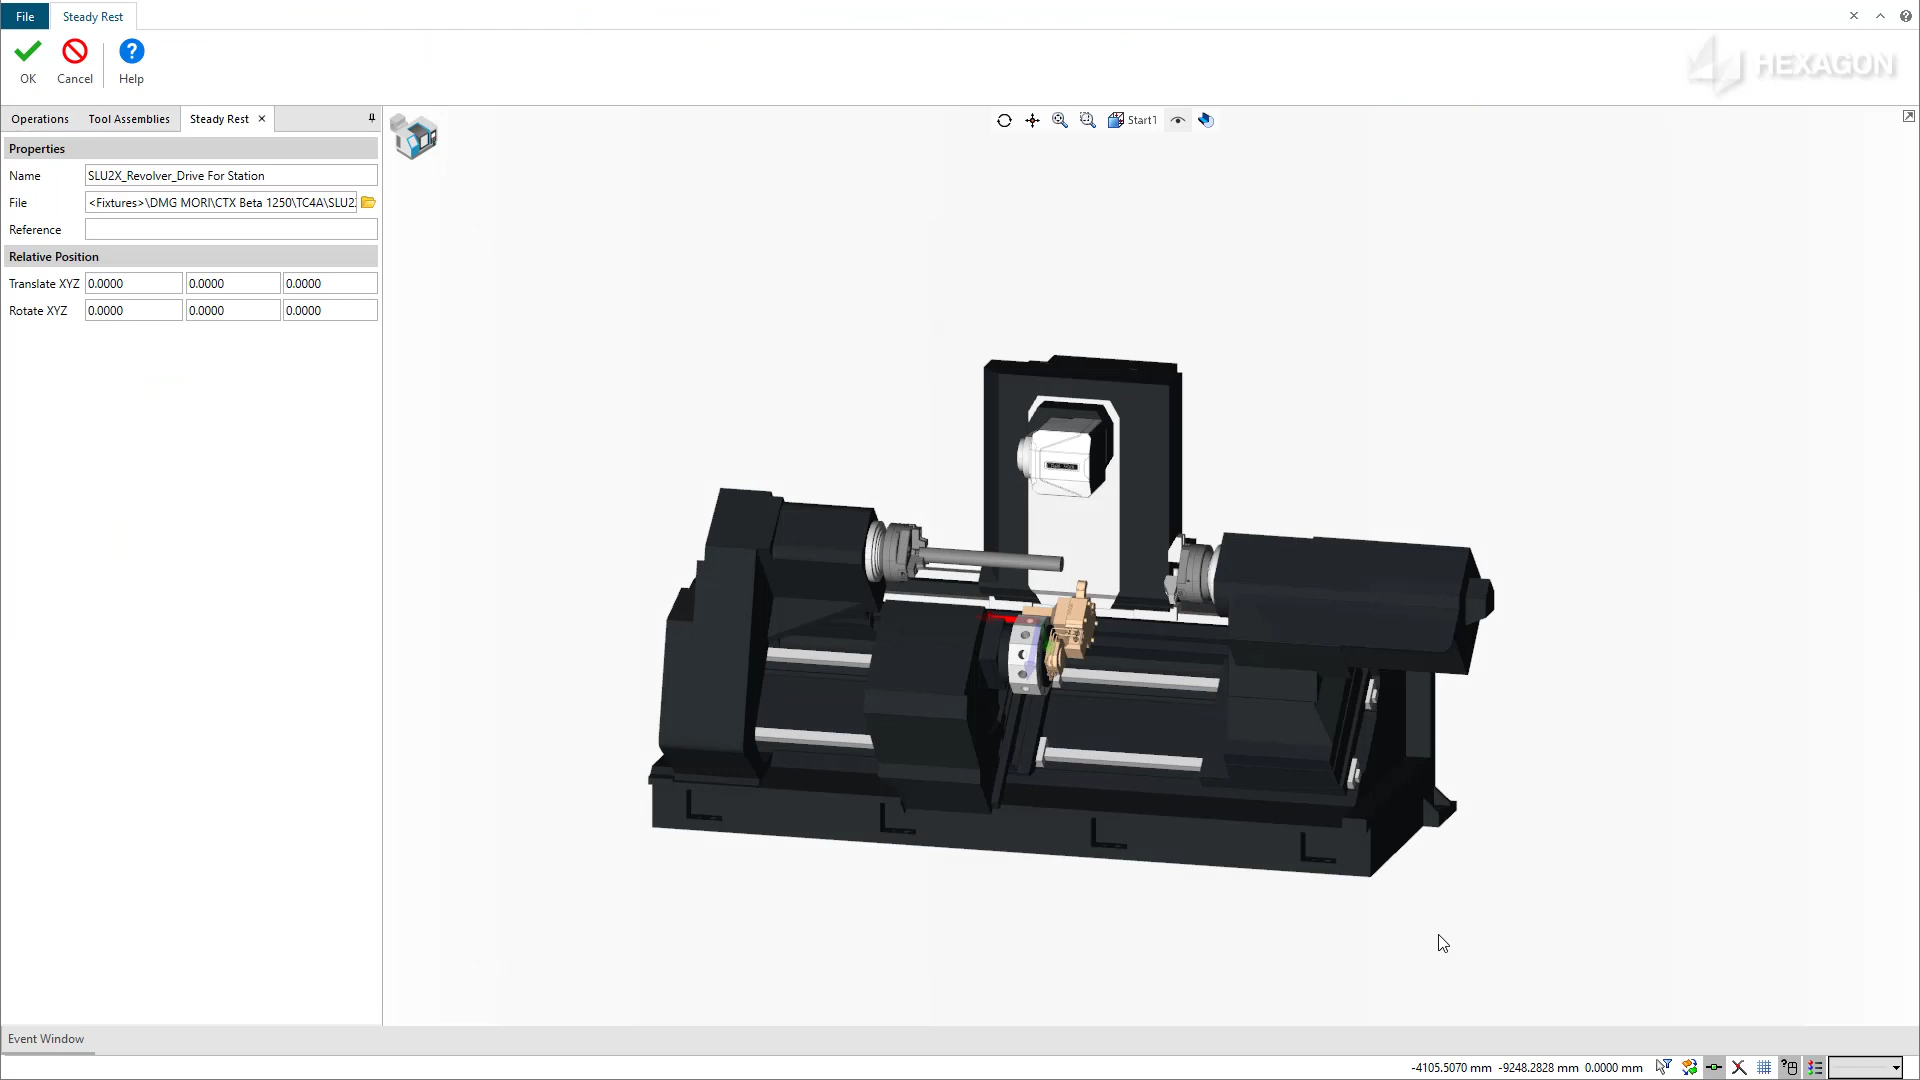 File
Steady Rest
OK
Cancel
Help
HEXAGON
Operations
Tool Assemblies
Steady Rest
Start1
Properties
Name
SLU2X_Revolver_Drive For Station
File
<Fixtures>\DMG MORI\CTX Beta 1250\TC4A\SLU2
Reference
Relative Position
Translate XYZ
0.0000
0.0000
0.0000
Rotate XYZ
0.0000
0.0000
0.0000
Event Window
-4105.5070 mm -9248.2828 mm 0.0000 mm